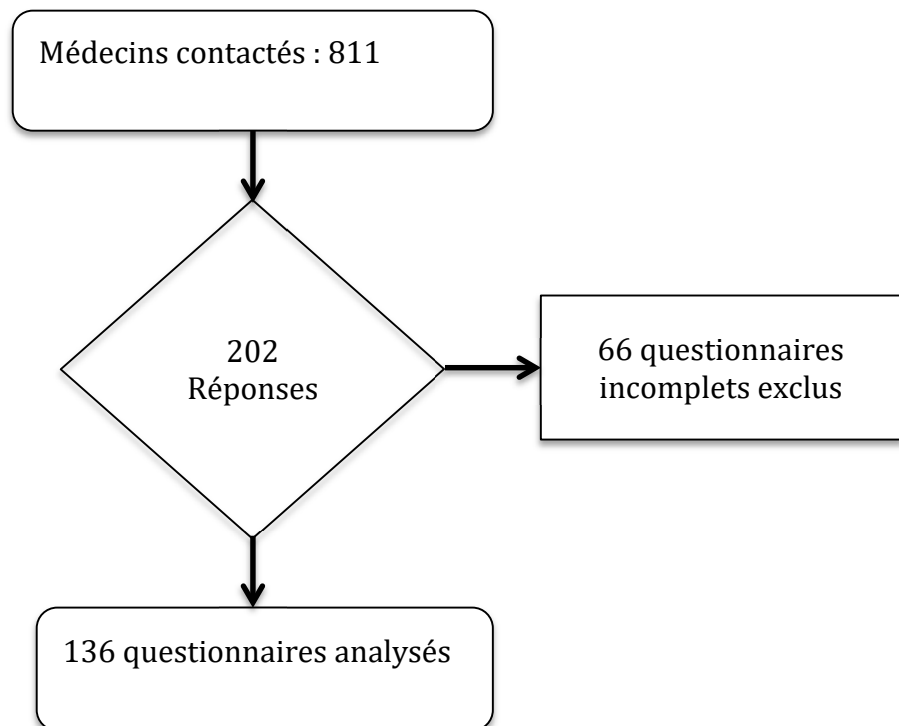 Médecins contactés : 811
202
Réponses
66 questionnaires
incomplets exclus
136 questionnaires analysés